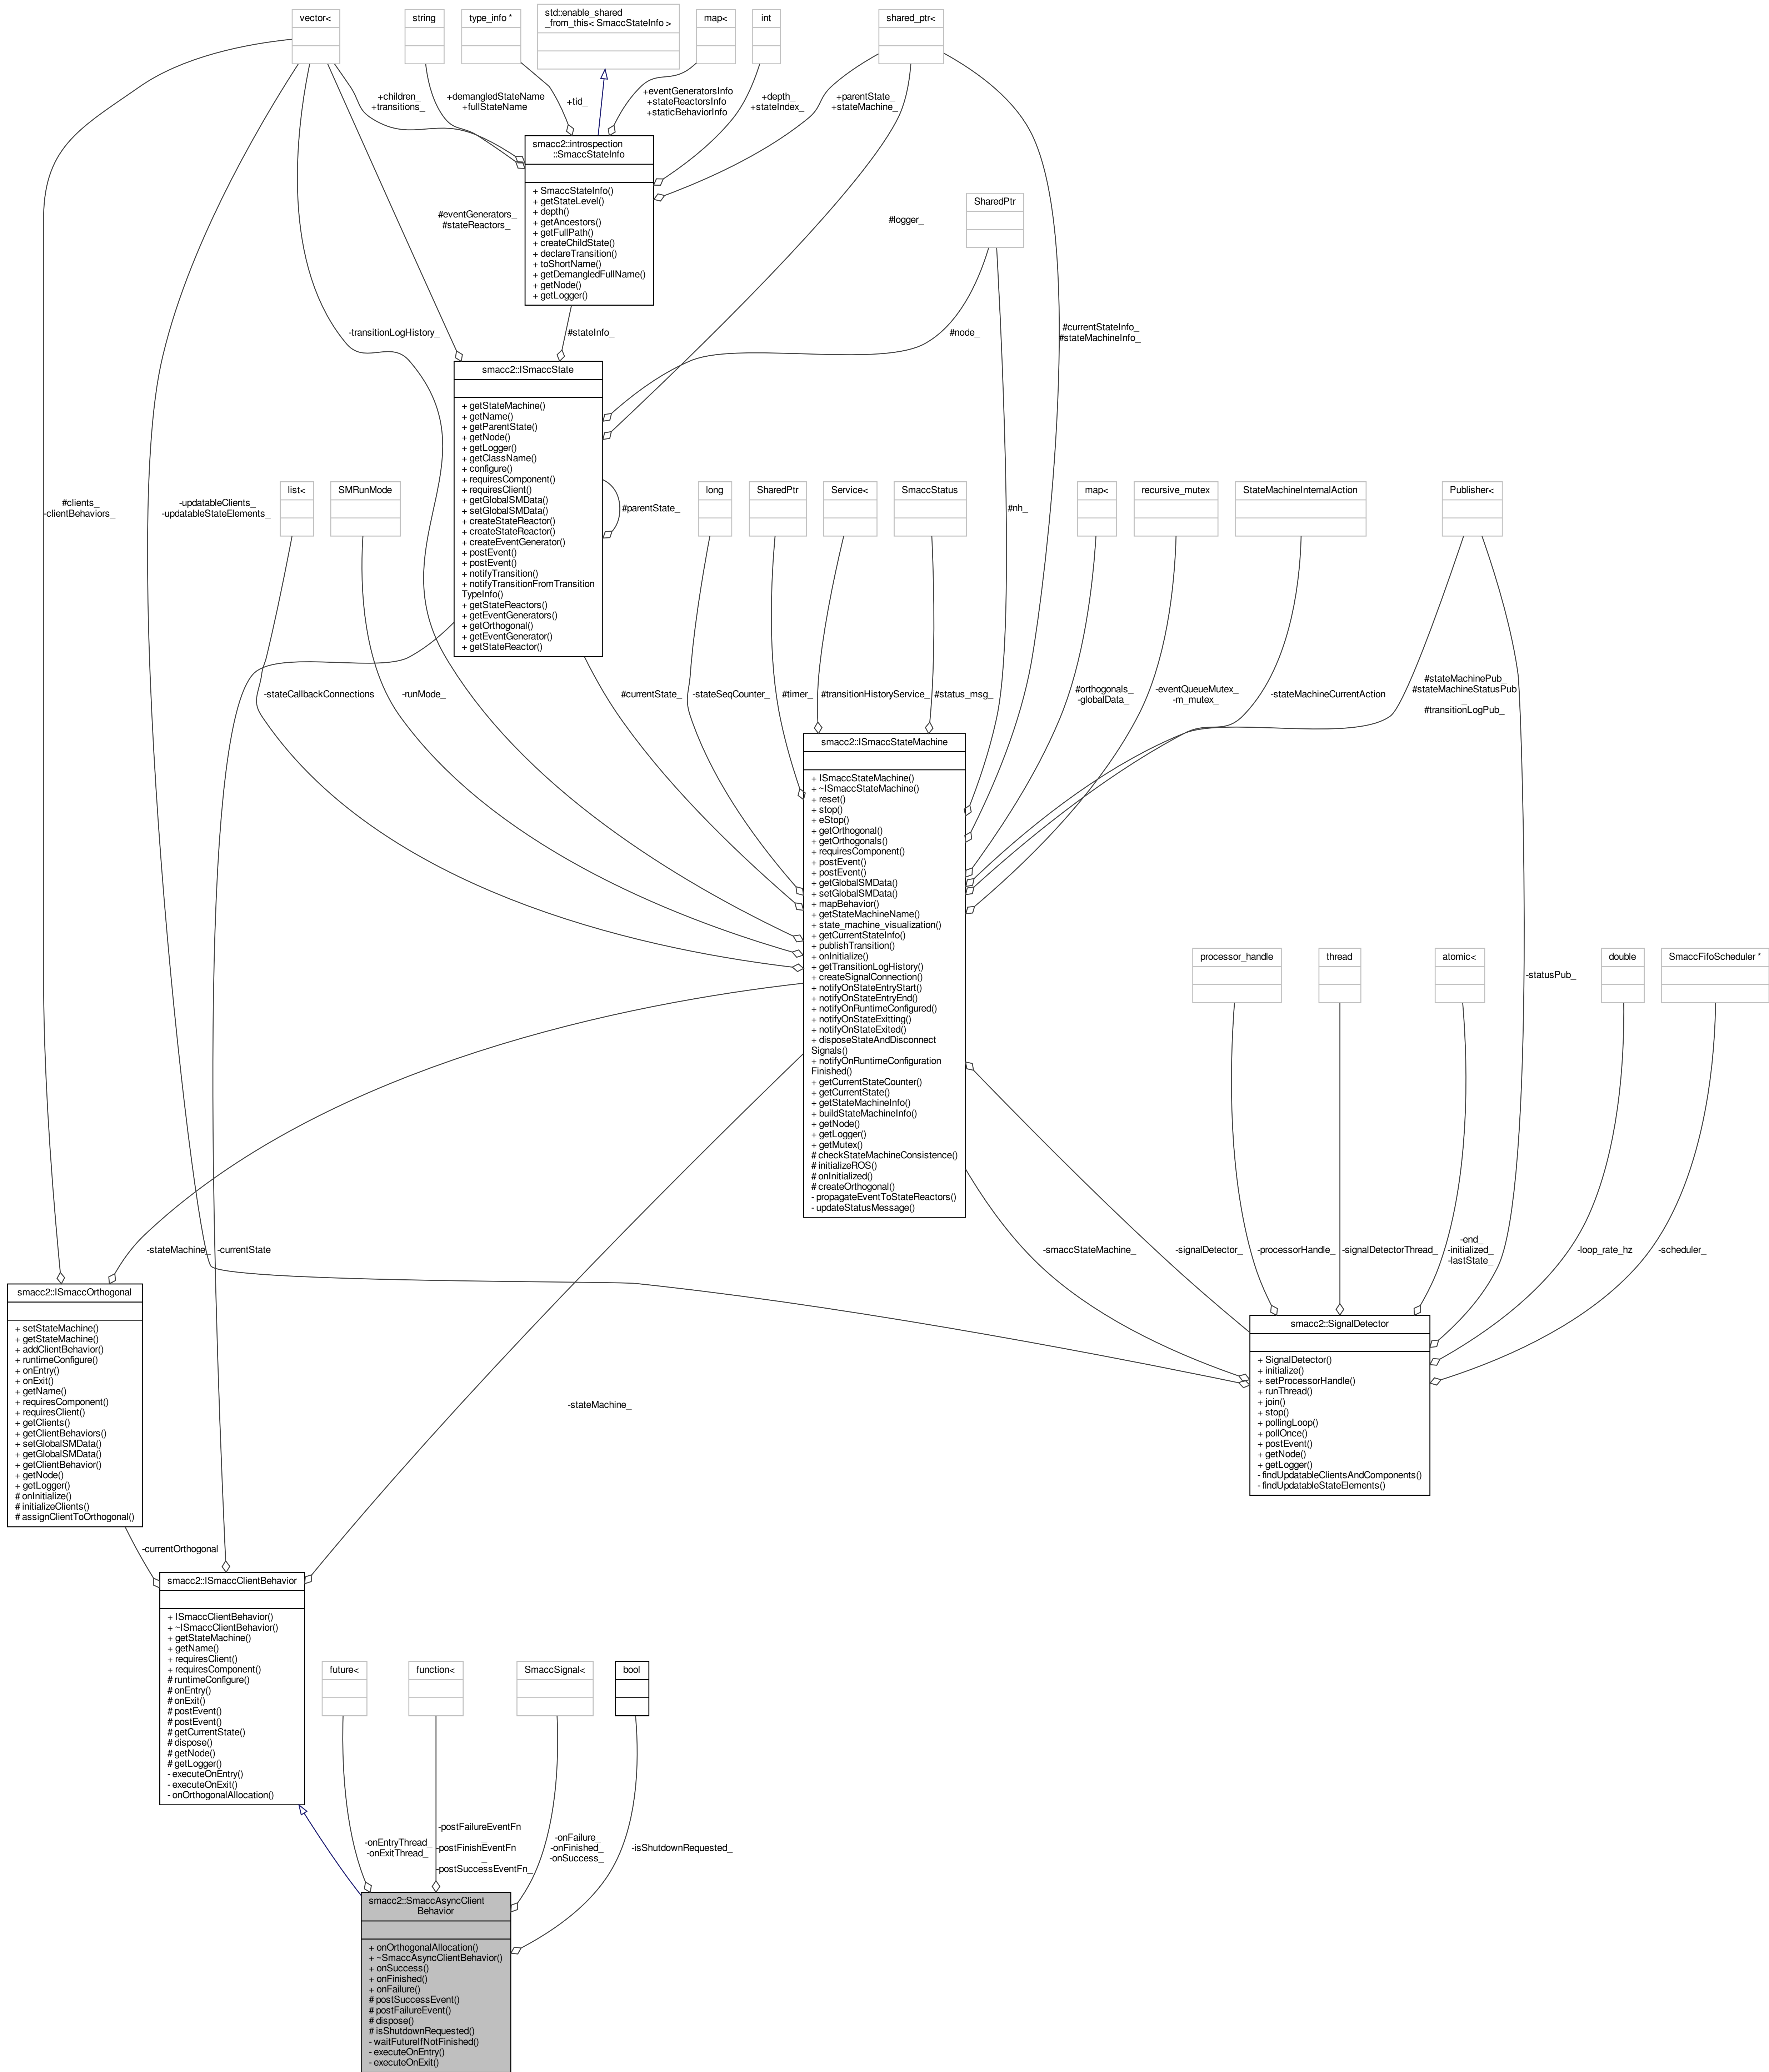 vector<
string
type_info *
std::enable_shared
_from_this< SmaccStateInfo >
map<
int
shared_ptr<
+children_
+transitions_
+demangledStateName
+fullStateName
+tid_
+eventGeneratorsInfo
+stateReactorsInfo
+staticBehaviorInfo
+depth_
+stateIndex_
+parentState_
+stateMachine_
smacc2::introspection
::SmaccStateInfo
+ SmaccStateInfo()
+ getStateLevel()
+ depth()
+ getAncestors()
+ getFullPath()
+ createChildState()
+ declareTransition()
+ toShortName()
+ getDemangledFullName()
+ getNode()
+ getLogger()
SharedPtr
#eventGenerators_
#stateReactors_
#logger_
-transitionLogHistory_
#stateInfo_
#node_
#currentStateInfo_
#stateMachineInfo_
smacc2::ISmaccState
+ getStateMachine()
+ getName()
+ getParentState()
+ getNode()
+ getLogger()
+ getClassName()
+ configure()
+ requiresComponent()
+ requiresClient()
+ getGlobalSMData()
+ setGlobalSMData()
+ createStateReactor()
+ createStateReactor()
+ createEventGenerator()
+ postEvent()
+ postEvent()
+ notifyTransition()
+ notifyTransitionFromTransition
TypeInfo()
+ getStateReactors()
+ getEventGenerators()
+ getOrthogonal()
+ getEventGenerator()
+ getStateReactor()
#clients_
-clientBehaviors_
-updatableClients_
-updatableStateElements_
list<
SMRunMode
#parentState_
long
SharedPtr
Service<
SmaccStatus
#nh_
map<
recursive_mutex
StateMachineInternalAction
Publisher<
-stateCallbackConnections
-runMode_
#currentState_
-stateSeqCounter_
#timer_
#transitionHistoryService_
#status_msg_
#orthogonals_
-globalData_
-eventQueueMutex_
-m_mutex_
-stateMachineCurrentAction
#stateMachinePub_
#stateMachineStatusPub
_
#transitionLogPub_
smacc2::ISmaccStateMachine
+ ISmaccStateMachine()
+ ~ISmaccStateMachine()
+ reset()
+ stop()
+ eStop()
+ getOrthogonal()
+ getOrthogonals()
+ requiresComponent()
+ postEvent()
+ postEvent()
+ getGlobalSMData()
+ setGlobalSMData()
+ mapBehavior()
+ getStateMachineName()
+ state_machine_visualization()
+ getCurrentStateInfo()
+ publishTransition()
+ onInitialize()
+ getTransitionLogHistory()
+ createSignalConnection()
+ notifyOnStateEntryStart()
+ notifyOnStateEntryEnd()
+ notifyOnRuntimeConfigured()
+ notifyOnStateExitting()
+ notifyOnStateExited()
+ disposeStateAndDisconnect
Signals()
+ notifyOnRuntimeConfiguration
Finished()
+ getCurrentStateCounter()
+ getCurrentState()
+ getStateMachineInfo()
+ buildStateMachineInfo()
+ getNode()
+ getLogger()
+ getMutex()
# checkStateMachineConsistence()
# initializeROS()
# onInitialized()
# createOrthogonal()
- propagateEventToStateReactors()
- updateStatusMessage()
processor_handle
thread
atomic<
-statusPub_
double
SmaccFifoScheduler *
-stateMachine_
-currentState
-smaccStateMachine_
-signalDetector_
-processorHandle_
-signalDetectorThread_
-end_
-initialized_
-lastState_
-loop_rate_hz
-scheduler_
smacc2::ISmaccOrthogonal
+ setStateMachine()
+ getStateMachine()
+ addClientBehavior()
+ runtimeConfigure()
+ onEntry()
+ onExit()
+ getName()
+ requiresComponent()
+ requiresClient()
+ getClients()
+ getClientBehaviors()
+ setGlobalSMData()
+ getGlobalSMData()
+ getClientBehavior()
+ getNode()
+ getLogger()
# onInitialize()
# initializeClients()
# assignClientToOrthogonal()
smacc2::SignalDetector
+ SignalDetector()
+ initialize()
+ setProcessorHandle()
+ runThread()
+ join()
+ stop()
+ pollingLoop()
+ pollOnce()
+ postEvent()
+ getNode()
+ getLogger()
- findUpdatableClientsAndComponents()
- findUpdatableStateElements()
-stateMachine_
-currentOrthogonal
smacc2::ISmaccClientBehavior
+ ISmaccClientBehavior()
+ ~ISmaccClientBehavior()
+ getStateMachine()
+ getName()
+ requiresClient()
+ requiresComponent()
# runtimeConfigure()
# onEntry()
# onExit()
# postEvent()
# postEvent()
# getCurrentState()
# dispose()
# getNode()
# getLogger()
- executeOnEntry()
- executeOnExit()
- onOrthogonalAllocation()
future<
function<
SmaccSignal<
bool
-onEntryThread_
-onExitThread_
-postFailureEventFn
_
-postFinishEventFn
_
-postSuccessEventFn_
-onFailure_
-onFinished_
-onSuccess_
-isShutdownRequested_
smacc2::SmaccAsyncClient
Behavior
+ onOrthogonalAllocation()
+ ~SmaccAsyncClientBehavior()
+ onSuccess()
+ onFinished()
+ onFailure()
# postSuccessEvent()
# postFailureEvent()
# dispose()
# isShutdownRequested()
- waitFutureIfNotFinished()
- executeOnEntry()
- executeOnExit()